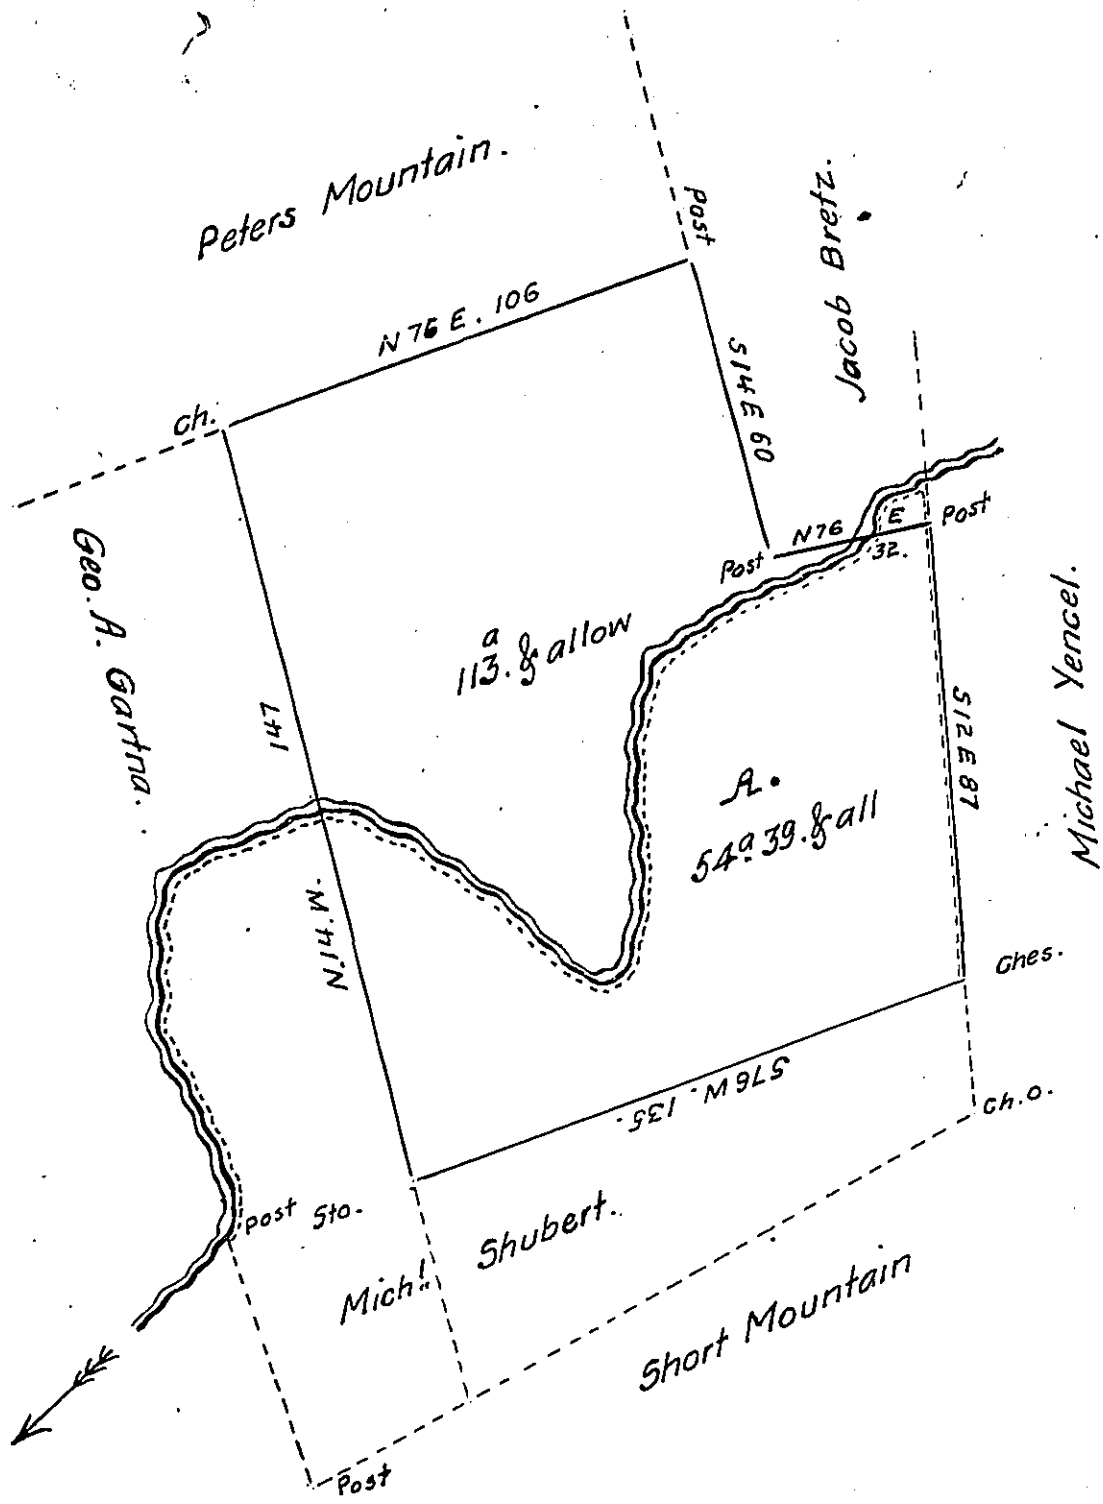 Peters Mountain.
Post
Jacob Bretz.
N 76 E. 106
S 14 E 60
Ch.
Post
N 76 E 32.
Post
Geo. A. Gartna.
a
113. & allow
Michael Yencel.
S 12 E 87
147
A.
54a 39. & all
N.14.W.
Ches.
S 76 W. 135.
Ch. o.
Post
Sto.
Shubert.
Mich!
Short Mountain
Post